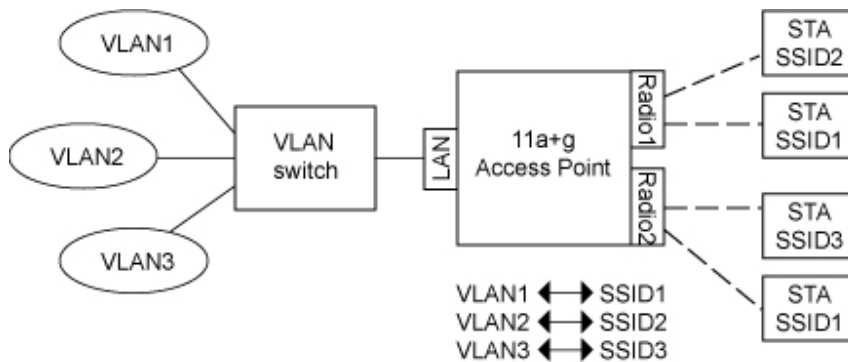 VLAN1
VLAN2
VLAN3
VLAN
switch
LAN
11a+g
Access Point
Radio1
Radio2
STA
SSID2
STA
SSID1
STA
SSID3
STA
SSID1
VLAN1 SSID1
VLAN2 SSID2
VLAN3 SSID3